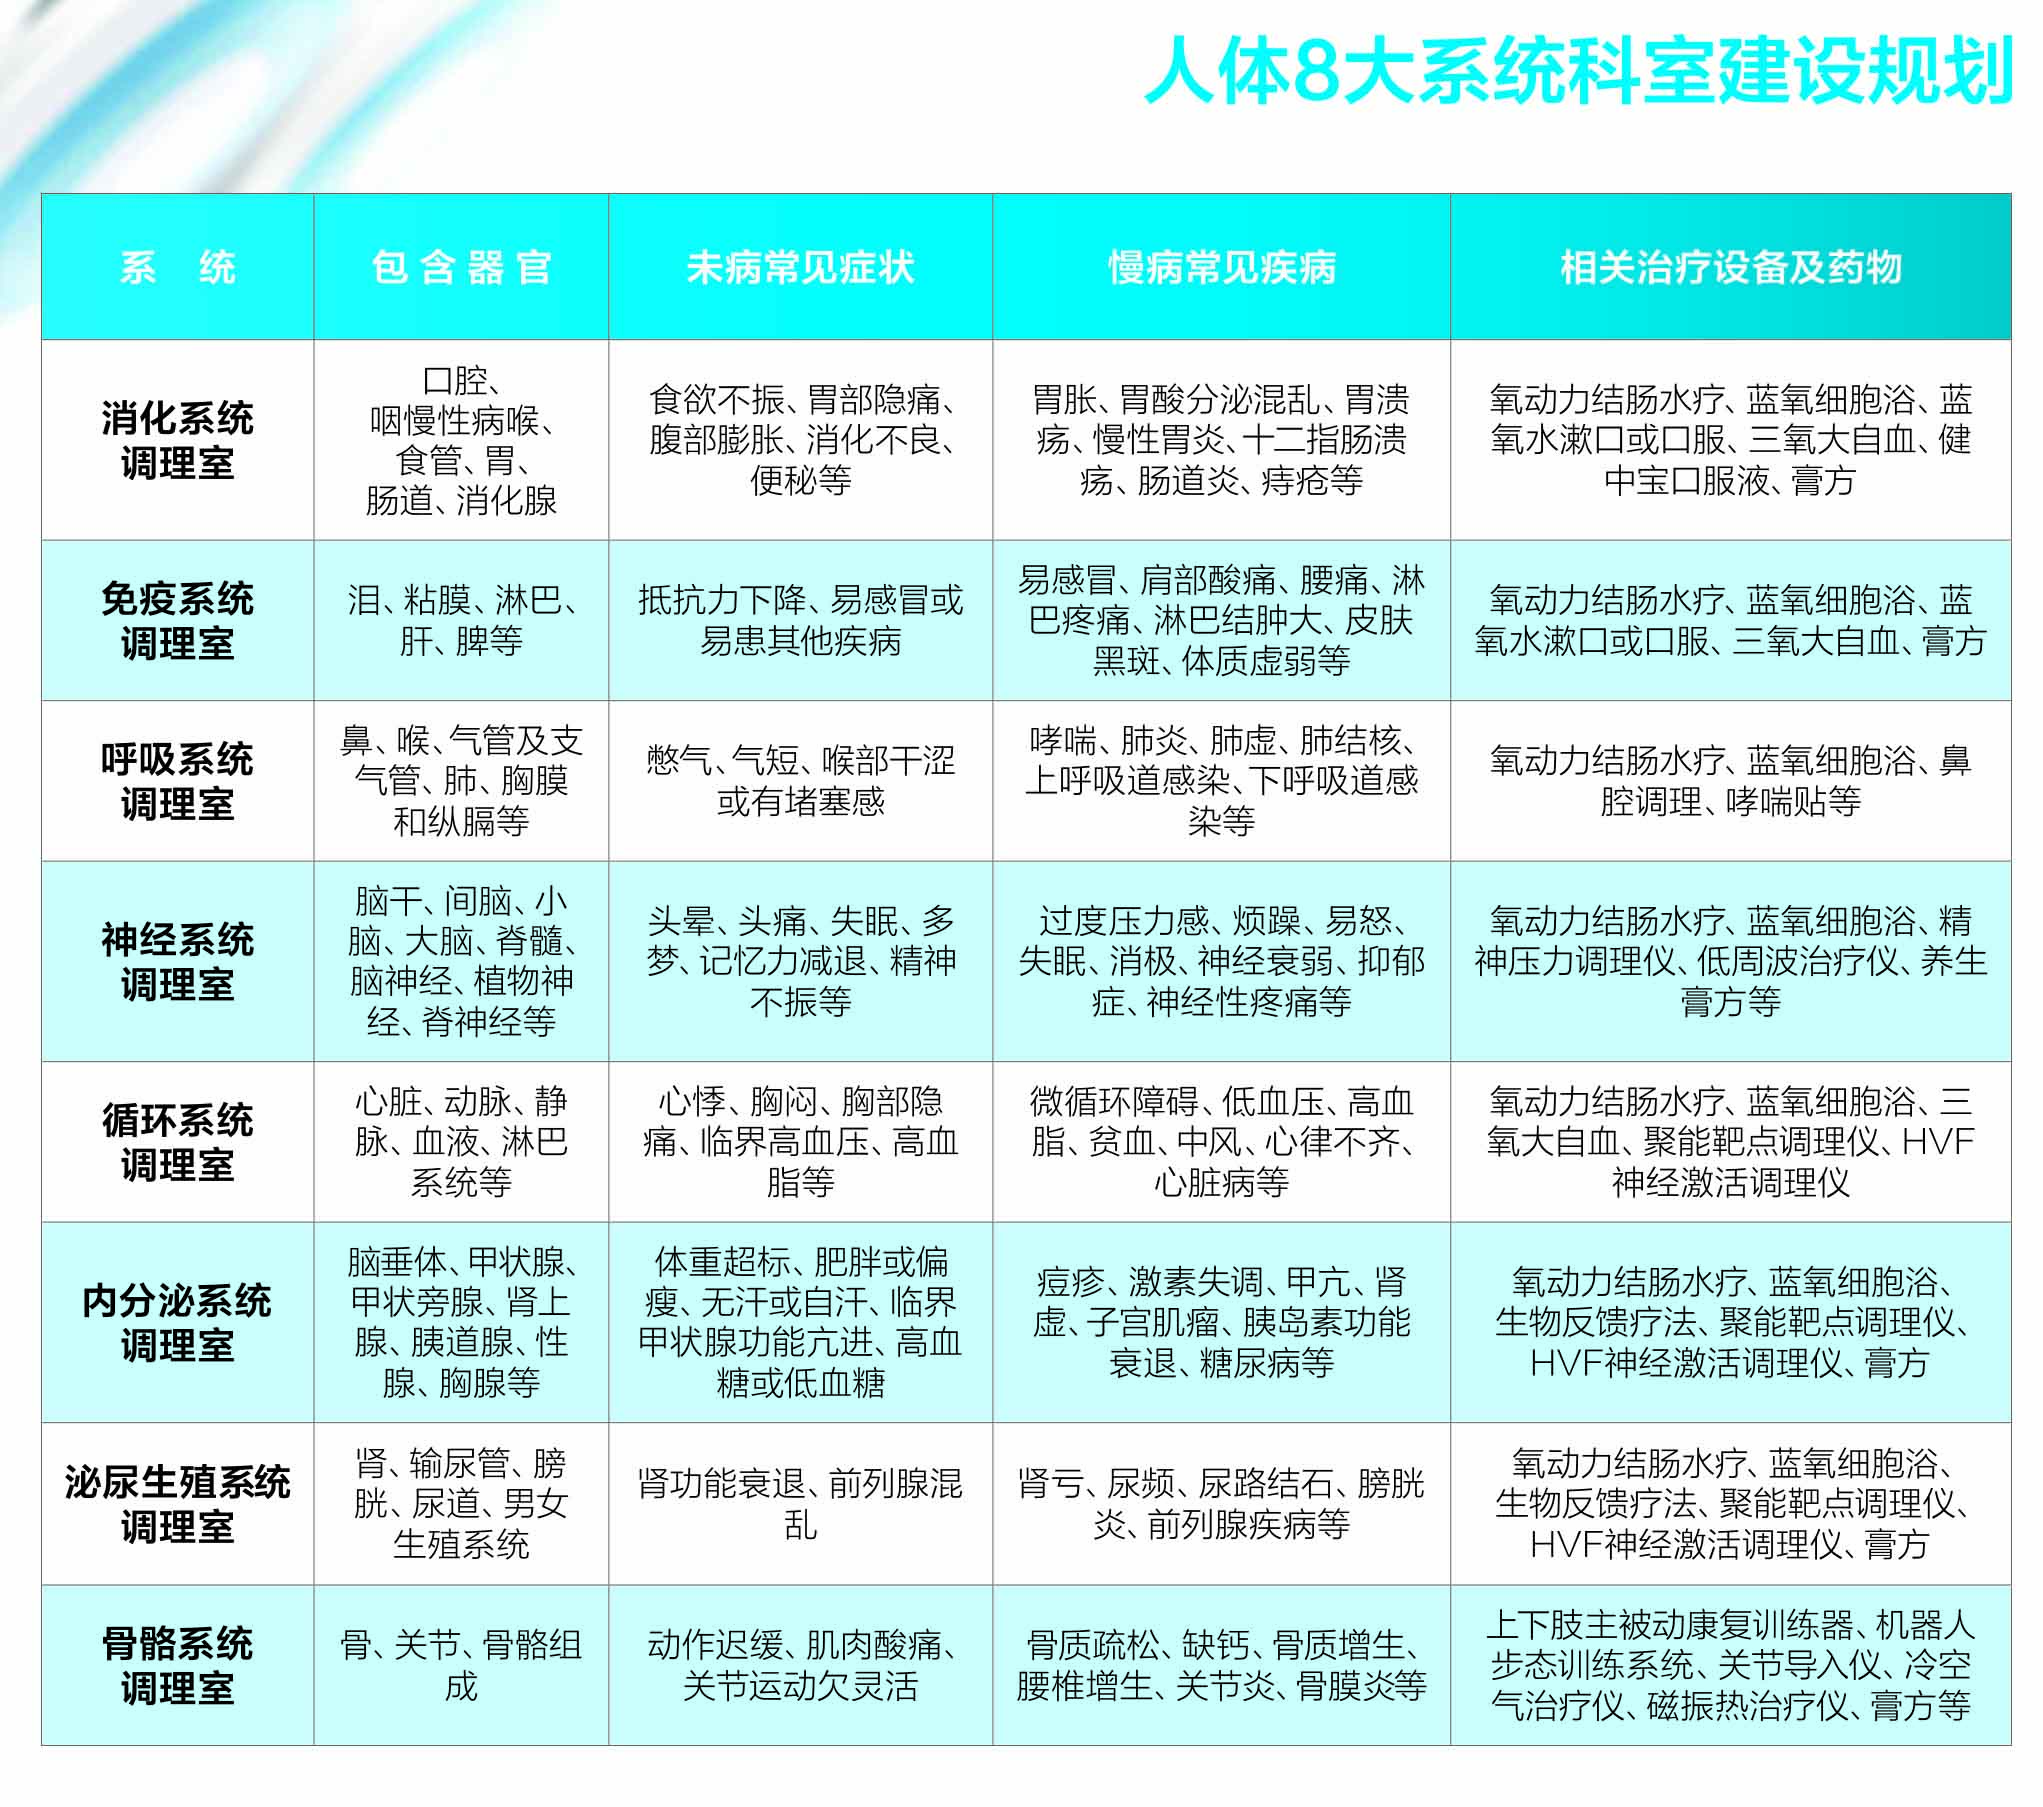 人体8大系统科室建设规划
系 统
包含器官
未病常见症状
慢病常见疾病
相关治疗设备及药物
消化系统
调理室
口腔、
咽慢性病喉、
食管、胃、
肠道、消化腺
食欲不振、胃部隐痛、
腹部膨胀、消化不良、
便秘等
胃胀、胃酸分泌混乱、胃溃
疡、慢性胃炎、十二指肠溃
疡、肠道炎、痔疮等
氧动力结肠水疗、蓝氧细胞浴、蓝
氧水漱口或口服、三氧大自血、健
中宝口服液、膏方
免疫系统
调理室
泪、粘膜、淋巴、
肝、脾等
抵抗力下降、易感冒或
易患其他疾病
易感冒、肩部酸痛、腰痛、淋
巴疼痛、淋巴结肿大、皮肤
黑斑、体质虚弱等
氧动力结肠水疗、蓝氧细胞浴、蓝
氧水漱口或口服、三氧大自血、膏方
呼吸系统
调理室
鼻、喉、气管及支
气管、肺、胸膜
和纵膈等
憋气、气短、喉部干涩
或有堵塞感
哮喘、肺炎、肺虚、肺结核、
上呼吸道感染、下呼吸道感
染等
氧动力结肠水疗、蓝氧细胞浴、鼻
腔调理、哮喘贴等
神经系统
调理室
脑干、间脑、小
脑、大脑、脊髓、
脑神经、植物神
经、脊神经等
头晕、头痛、失眠、多
梦、记忆力减退、精神
不振等
过度压力感、烦躁、易怒、
失眠、消极、神经衰弱、抑郁
症、神经性疼痛等
氧动力结肠水疗、蓝氧细胞浴、精
神压力调理仪、低周波治疗仪、养生
膏方等
循环系统
调理室
心脏、动脉、静
脉、血液、淋巴
系统等
心悸、胸闷、胸部隐
痛、临界高血压、高血
脂等
微循环障碍、低血压、高血
脂、贫血、中风、心律不齐、
心脏病等
氧动力结肠水疗、蓝氧细胞浴、三
氧大自血、聚能靶点调理仪、HVF
神经激活调理仪
内分泌系统
调理室
脑垂体、甲状腺、
甲状旁腺、肾上
腺、胰道腺、性
腺、胸腺等
体重超标、肥胖或偏
瘦、无汗或自汗、临界
甲状腺功能亢进、高血
糖或低血糖
痘疹、激素失调、甲亢、肾
虚、子宫肌瘤、胰岛素功能
衰退、糖尿病等
氧动力结肠水疗、蓝氧细胞浴、
生物反馈疗法、聚能靶点调理仪、
HVF神经激活调理仪、膏方
泌尿生殖系统
调理室
肾、输尿管、膀
胱、尿道、男女
生殖系统
肾功能衰退、前列腺混
乱
肾亏、尿频、尿路结石、膀胱
炎、前列腺疾病等
氧动力结肠水疗、蓝氧细胞浴、
生物反馈疗法、聚能靶点调理仪、
HVF神经激活调理仪、膏方
骨骼系统
调理室
骨、关节、骨骼组
成
动作迟缓、肌肉酸痛、
关节运动欠灵活
骨质疏松、缺钙、骨质增生、
腰椎增生、关节炎、骨膜炎等
上下肢主被动康复训练器、机器人
步态训练系统、关节导入仪、冷空
气治疗仪、磁振热治疗仪、膏方等